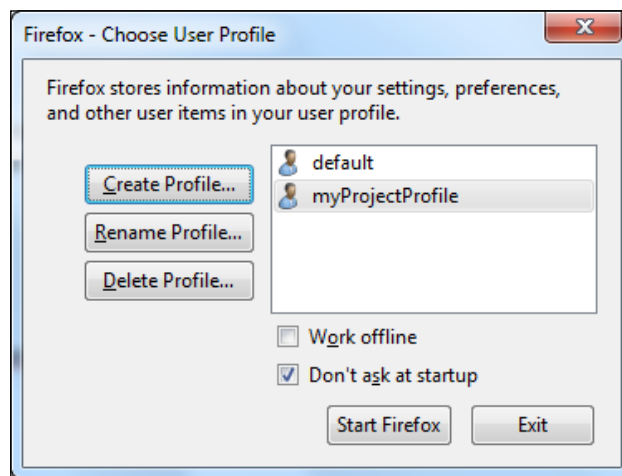 Firefox - Choose User Profile
Firefox stores information about your settings, preferences,
and other user items in your user profile.
Create Profile...
Rename Profile...
Delete Profile...
default
myProjectProfile
Work offline
Don't ask at startup
Start Firefox
Exit